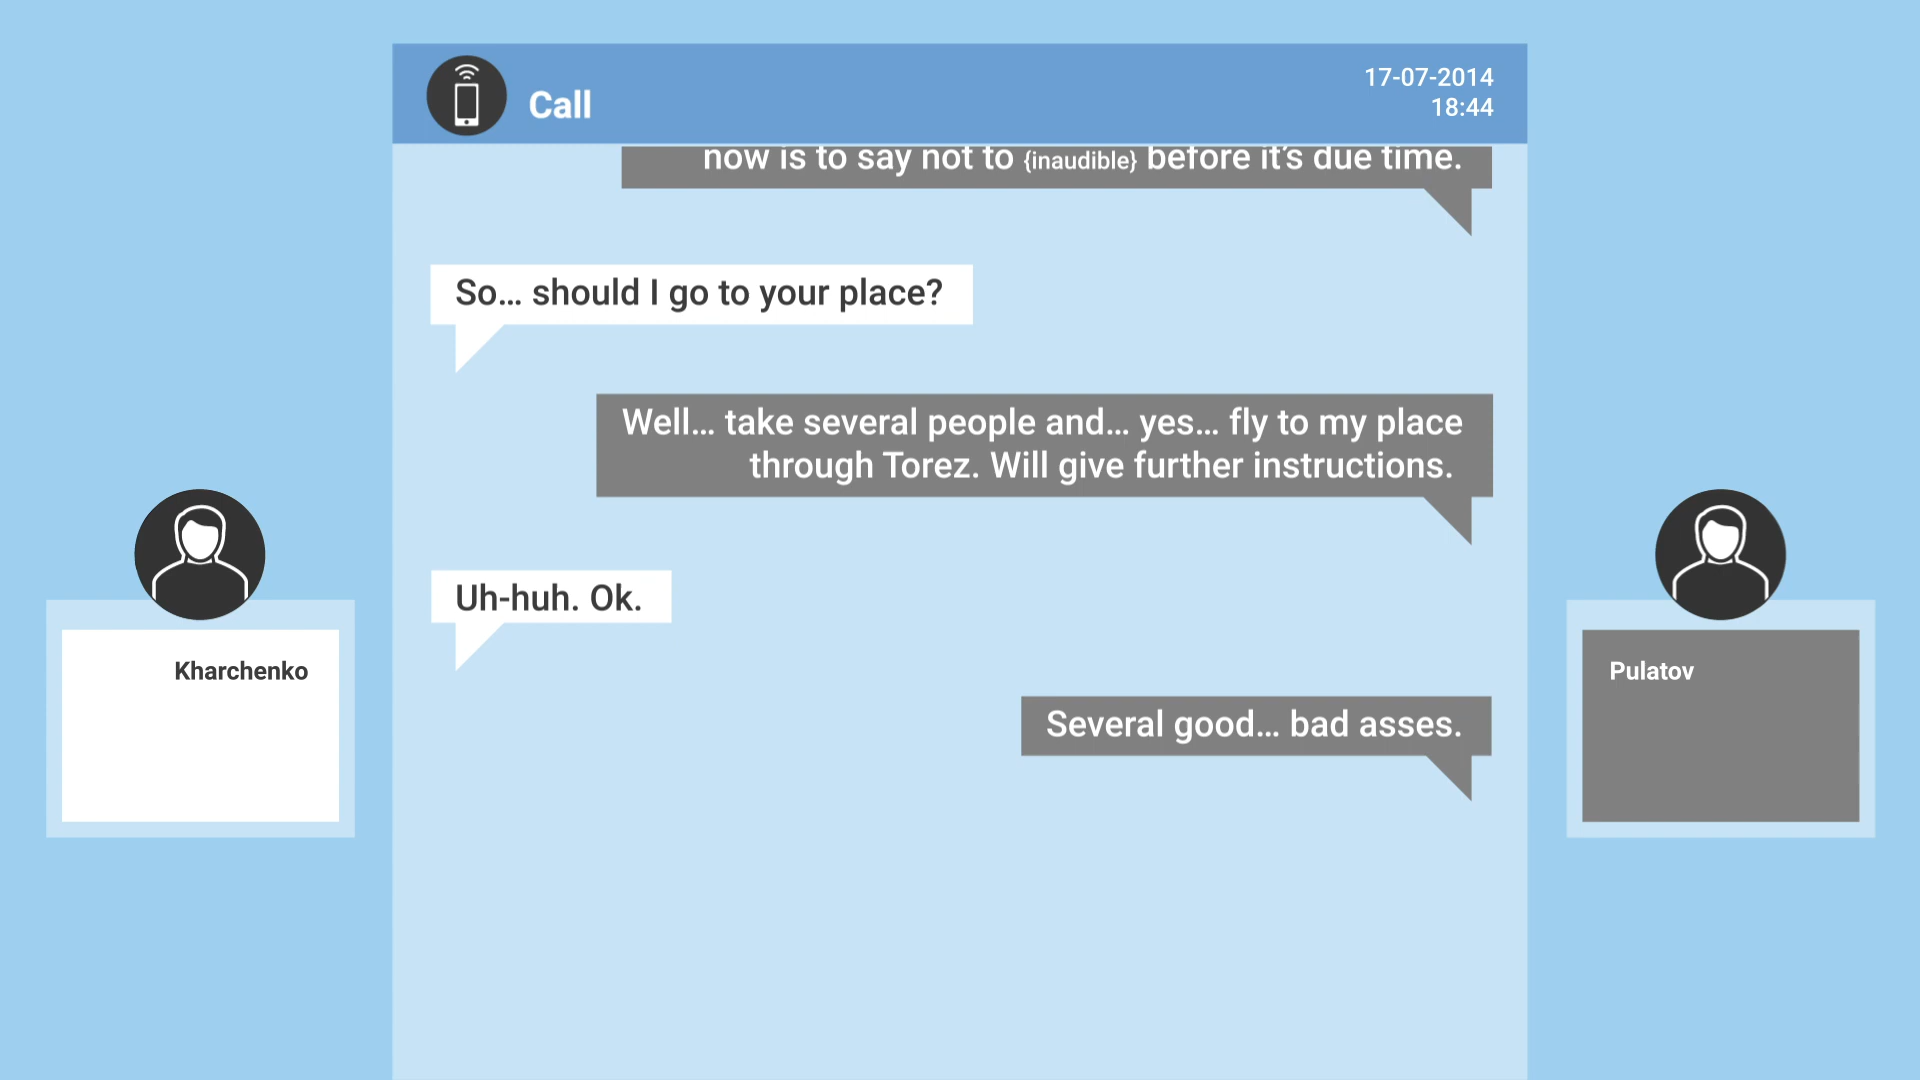 Call
17-07-2014
18:44
now is to say not to {inaudible} before it's due time.
So... should I go to your place?
Well... take several people and... yes... fly to my place
through Torez. Will give further instructions.
Uh-huh. Ok.
Kharchenko
Pulatov
Several good... bad asses.